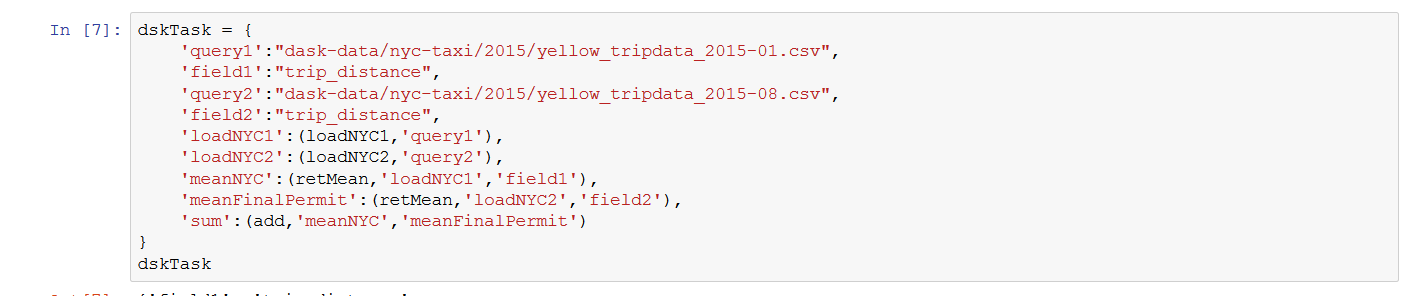 In [7]: dskTask = {
'query1':"dask-data/nyc-taxi/2015/yellow_tripdata_2015-01.csv",
'field1':"trip_distance",
'query2':"dask-data/nyc-taxi/2015/yellow_tripdata_2015-08.csv",
'field2':"trip_distance",
'loadNYC1':(loadNYC1,'query1'),
'loadNYC2':(loadNYC2,'query2'),
'meanNYC':(retMean,'loadNYC1','field1'),
'meanFinalPermit':(retMean,'loadNYC2','field2'),
'sum':(add,'meanNYC','meanFinalPermit')
}
dskTask